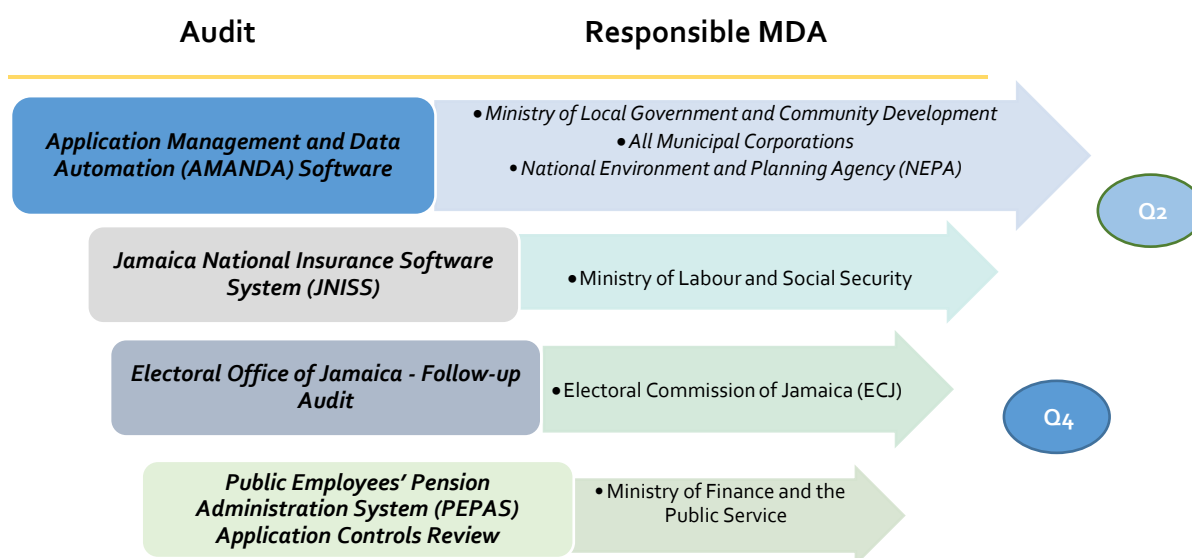 Audit
Responsible MDA
Application Management and Data
Automation (AMANDA) Software
•Ministry of Local Government and Community Development
•All Municipal Corporations
•National Environment and Planning Agency (NEPA)
Q2
Jamaica National Insurance Software
System (JNISS)
•Ministry of Labour and Social Security
Electoral Office of Jamaica - Follow-up
Audit
•Electoral Commission of Jamaica (ECJ)
Q4
Public Employees’ Pension
Administration System (PEPAS)
Application Controls Review
•Ministry of Finance and the
Public Service